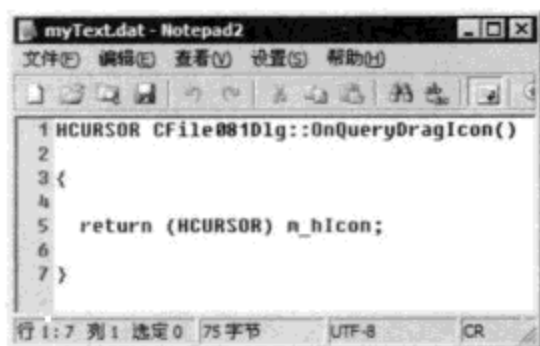 myText.dat - Notepad2
文件(F) 编辑(E) 查看(V) 设置(S) 帮助(H)
1 HCURSOR CFile081Dlg::OnQueryDragIcon()
2
3 {
4
5 return (HCURSOR) m_hIcon;
6
7 }
行 1:7 列 1 选定 0 75 字节 UTF-8 CR